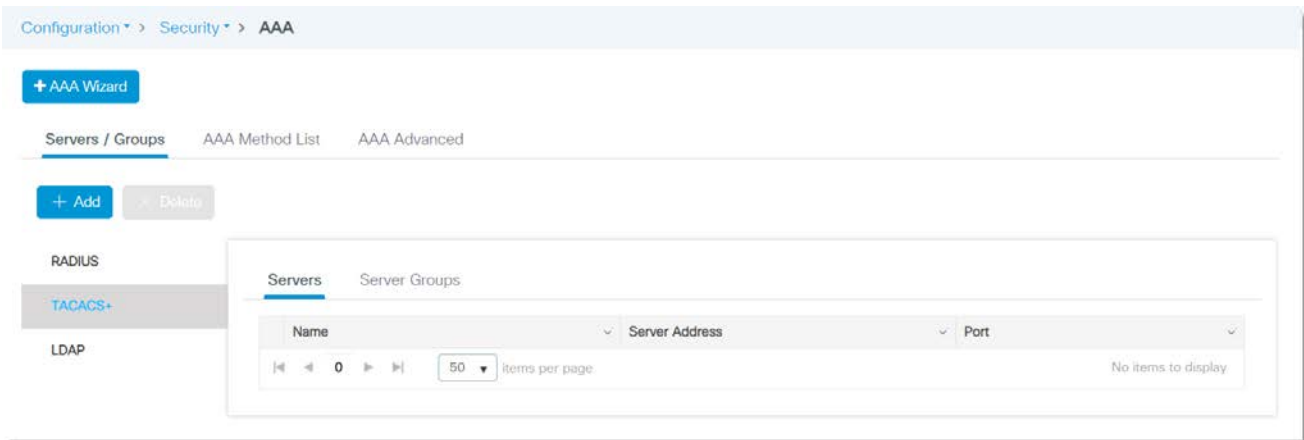 Configuration > Security > AAA
+ AAA Wizard
Servers / Groups AAA Method List AAA Advanced
+ Add × Delete
RADIUS
Servers Server Groups
TACACS+
Name Server Address Port
LDAP
0 50 items per page No items to display